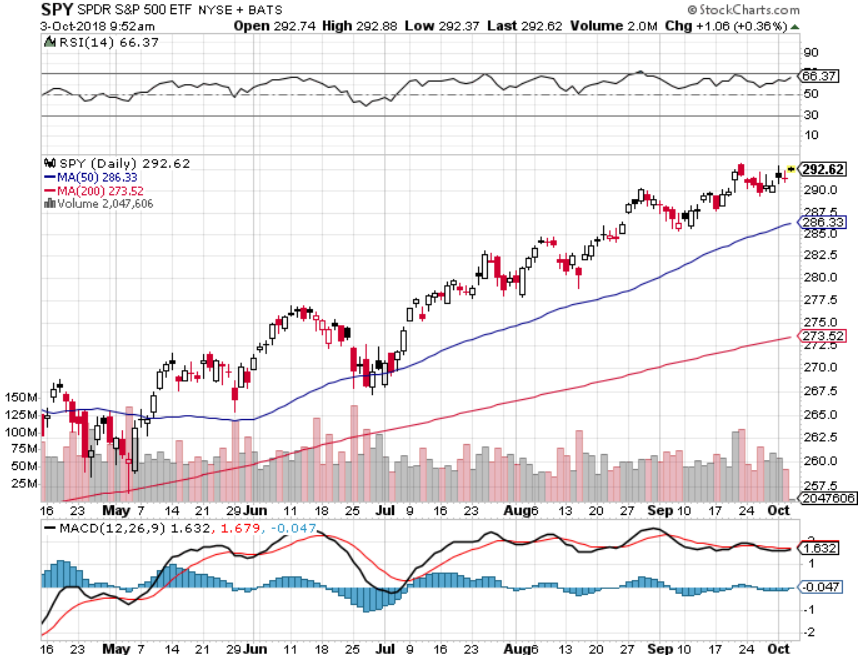 SPY SPDR S&P 500 ETF NYSE + BATS © StockCharts.com
3-Oct-2018 9:52am Open 292.74 High 292.88 Low 292.37 Last 292.62 Volume 2.0M Chg +1.06 (+0.36%)
RSI(14) 66.37
90
66.37
50
30
10
SPY (Daily) 292.62
MA(50) 286.33
MA(200) 273.52
Volume 2,047,606
292.62
290.0
287.5
286.33
285.0
282.5
280.0
277.5
275.0
273.52
272.5
270.0
267.5
265.0
262.5
260.0
257.5
2047606
150M
125M
100M
75M
50M
25M
16 23 May 7 14 21 29 Jun 11 18 25 Jul 9 16 23 Aug 6 13 20 27 Sep 10 17 24 Oct
MACD(12,26,9) 1.632, 1.679, -0.047
2
1.632
1
-0.047
-1
-2
16 23 May 7 14 21 29 Jun 11 18 25 Jul 9 16 23 Aug 6 13 20 27 Sep 10 17 24 Oct